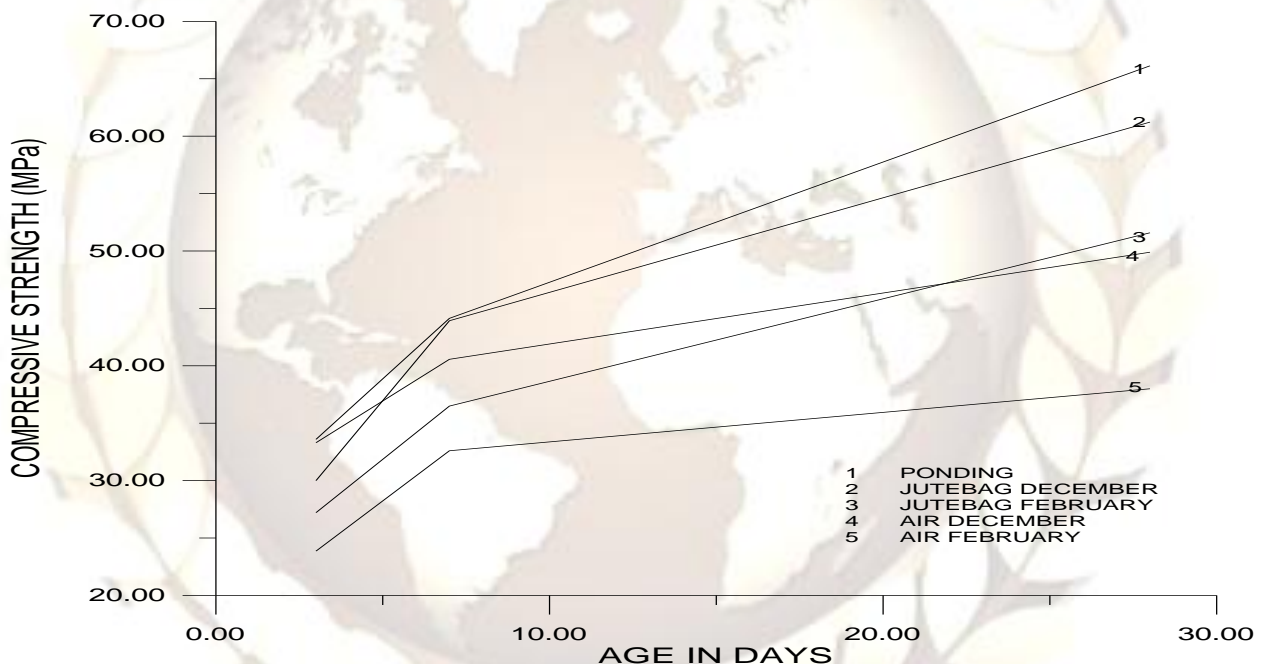 70.00
60.00
50.00
40.00
30.00
20.00
COMPRESSIVE STRENGTH (MPa)
1
2
3
4
5
1 PONDING
2 JUTEBAG DECEMBER
3 JUTEBAG FEBRUARY
4 AIR DECEMBER
5 AIR FEBRUARY
0.00 10.00 20.00 30.00
AGE IN DAYS